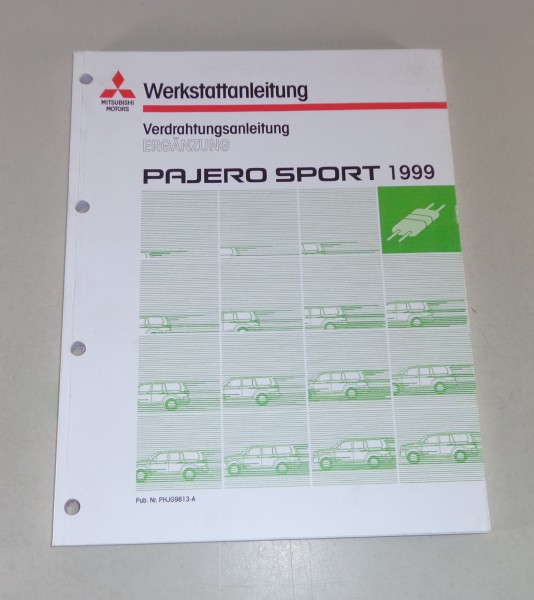 MITSUBISHI
MOTORS
Werkstattanleitung
Verdrahtungsanleitung
ERGÄNZUNG
PAJERO SPORT 1999
Pub. Nr. PHJG9813-A